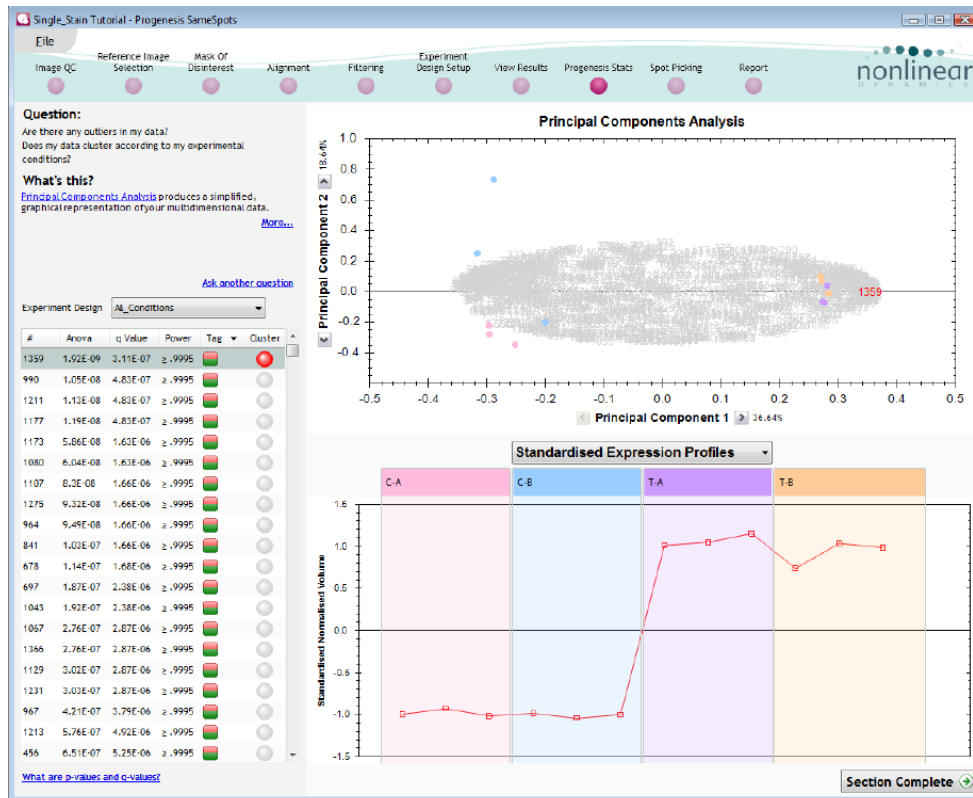 Single_Stain Tutorial - Progenesis SameSpots
File
Image QC
Reference Image Selection
Mask Of Disinterest
Alignment
Filtering
Experiment Design Setup
View Results
Progenesis Stats
Spot Picking
Report
nonlinear
DYNAMICS
Question:
Are there any outliers in my data?
Does my data cluster according to my experimental
conditions?
What's this?
Principal Components Analysis produces a simplified,
graphical representation of your multidimensional data.
More...
Ask another question
Experiment Design All_Conditions
# Anova q Value Power Tag Cluster
1359 1.92E-09 3.11E-07 ≥ .9995
990 1.05E-08 4.83E-07 ≥ .9995
1211 1.13E-08 4.83E-07 ≥ .9995
1177 1.19E-08 4.83E-07 ≥ .9995
1173 5.86E-08 1.63E-06 ≥ .9995
1080 6.04E-08 1.63E-06 ≥ .9995
1107 8.3E-08 1.66E-06 ≥ .9995
1275 9.32E-08 1.66E-06 ≥ .9995
964 9.49E-08 1.66E-06 ≥ .9995
841 1.03E-07 1.66E-06 ≥ .9995
678 1.14E-07 1.68E-06 ≥ .9995
697 1.87E-07 2.38E-06 ≥ .9995
1043 1.92E-07 2.38E-06 ≥ .9995
1067 2.76E-07 2.87E-06 ≥ .9995
1366 2.76E-07 2.87E-06 ≥ .9995
1129 3.02E-07 2.87E-06 ≥ .9995
1231 3.03E-07 2.87E-06 ≥ .9995
967 4.21E-07 3.79E-06 ≥ .9995
1213 5.76E-07 4.92E-06 ≥ .9995
456 6.51E-07 5.25E-06 ≥ .9995
What are p-values and q-values?
Principal Components Analysis
Principal Component 2 18.64%
1.0
0.8
0.6
0.4
0.2
0.0
-0.2
-0.4
1359
-0.5 -0.4 -0.3 -0.2 -0.1 0.0 0.1 0.2 0.3 0.4 0.5
Principal Component 1 36.64%
Standardised Expression Profiles
C-A C-B T-A T-B
Standardised Normalised Volume
1.5
1.0
0.5
0.0
-0.5
-1.0
-1.5
Section Complete